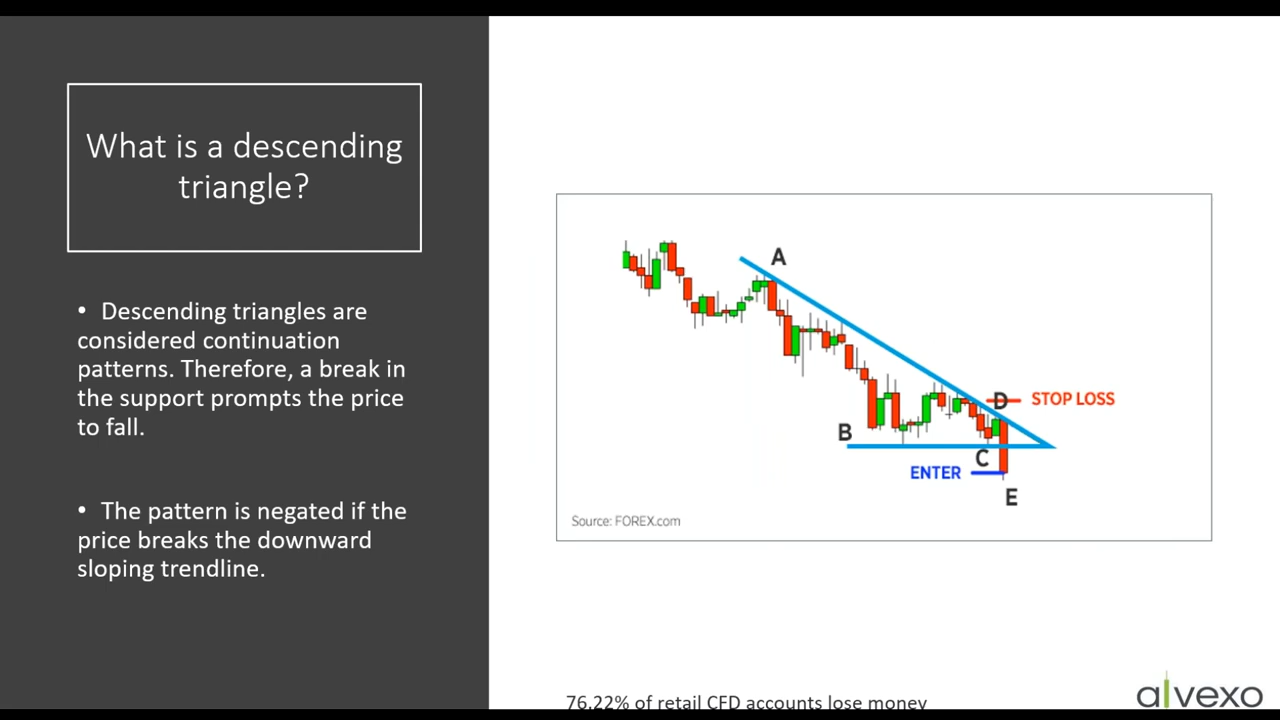 What is a descending
triangle?
• Descending triangles are
considered continuation
patterns. Therefore, a break in
the support prompts the price
to fall.
• The pattern is negated if the
price breaks the downward
sloping trendline.
A
D
STOP LOSS
B
C
ENTER
E
Source: FOREX.com
76.22% of retail CFD accounts lose money
alvexo